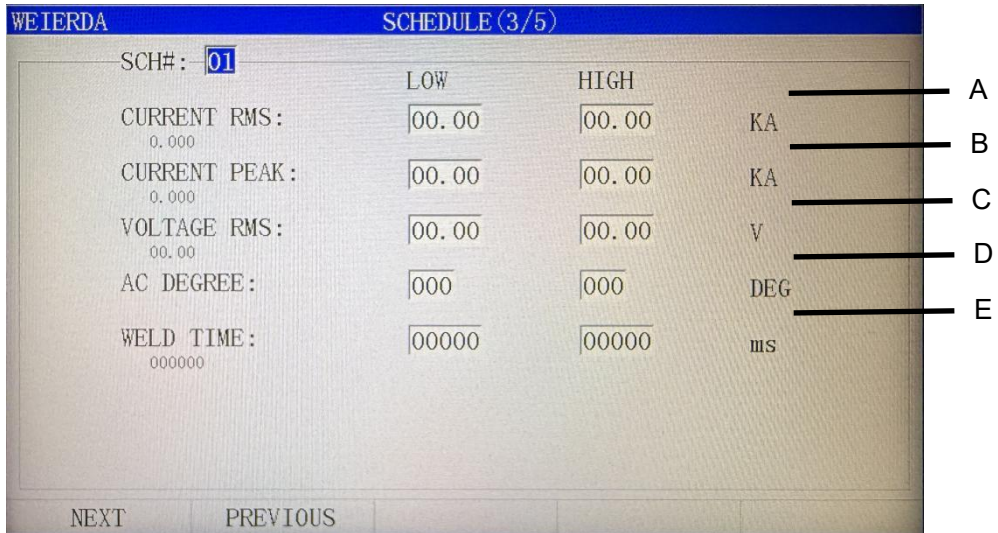 WEIERDA SCHEDULE(3/5)
SCH#: 01
LOW HIGH
A
CURRENT RMS: 00.00 00.00 KA
0.000
B
CURRENT PEAK: 00.00 00.00 KA
0.000
C
VOLTAGE RMS: 00.00 00.00 V
00.00
D
AC DEGREE: 000 000 DEG
E
WELD TIME: 00000 00000 ms
000000
NEXT PREVIOUS